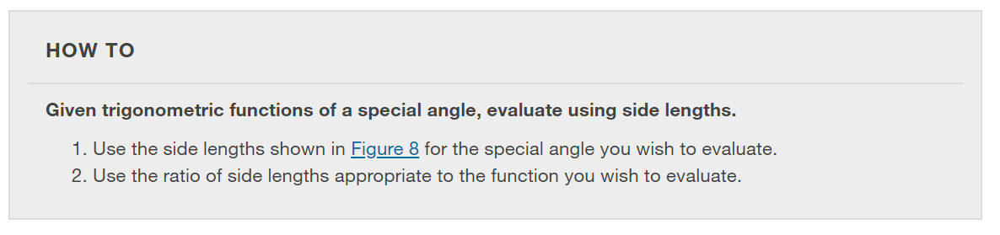 HOW TO
Given trigonometric functions of a special angle, evaluate using side lengths.
1. Use the side lengths shown in Figure 8 for the special angle you wish to evaluate.
2. Use the ratio of side lengths appropriate to the function you wish to evaluate.